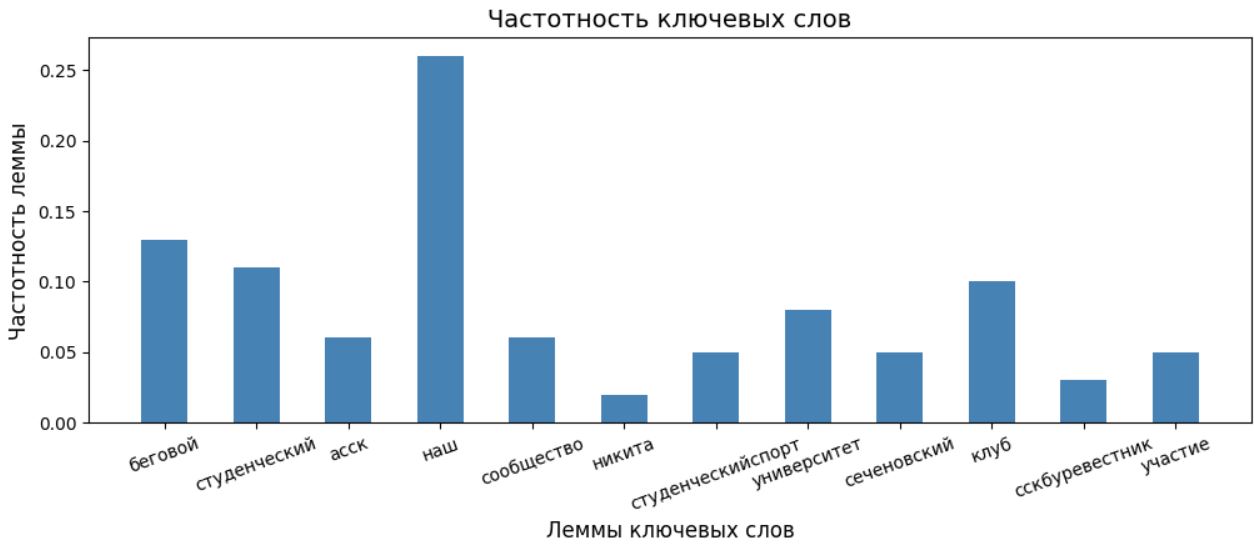 Частотность ключевых слов
Частотность леммы
0.25
0.20
0.15
0.10
0.05
0.00
беговой
студенческий
асск
наш
сообщество
никита
студенческийспорт
университет
сеченовский
клуб
сскбуревестник
участие
Леммы ключевых слов